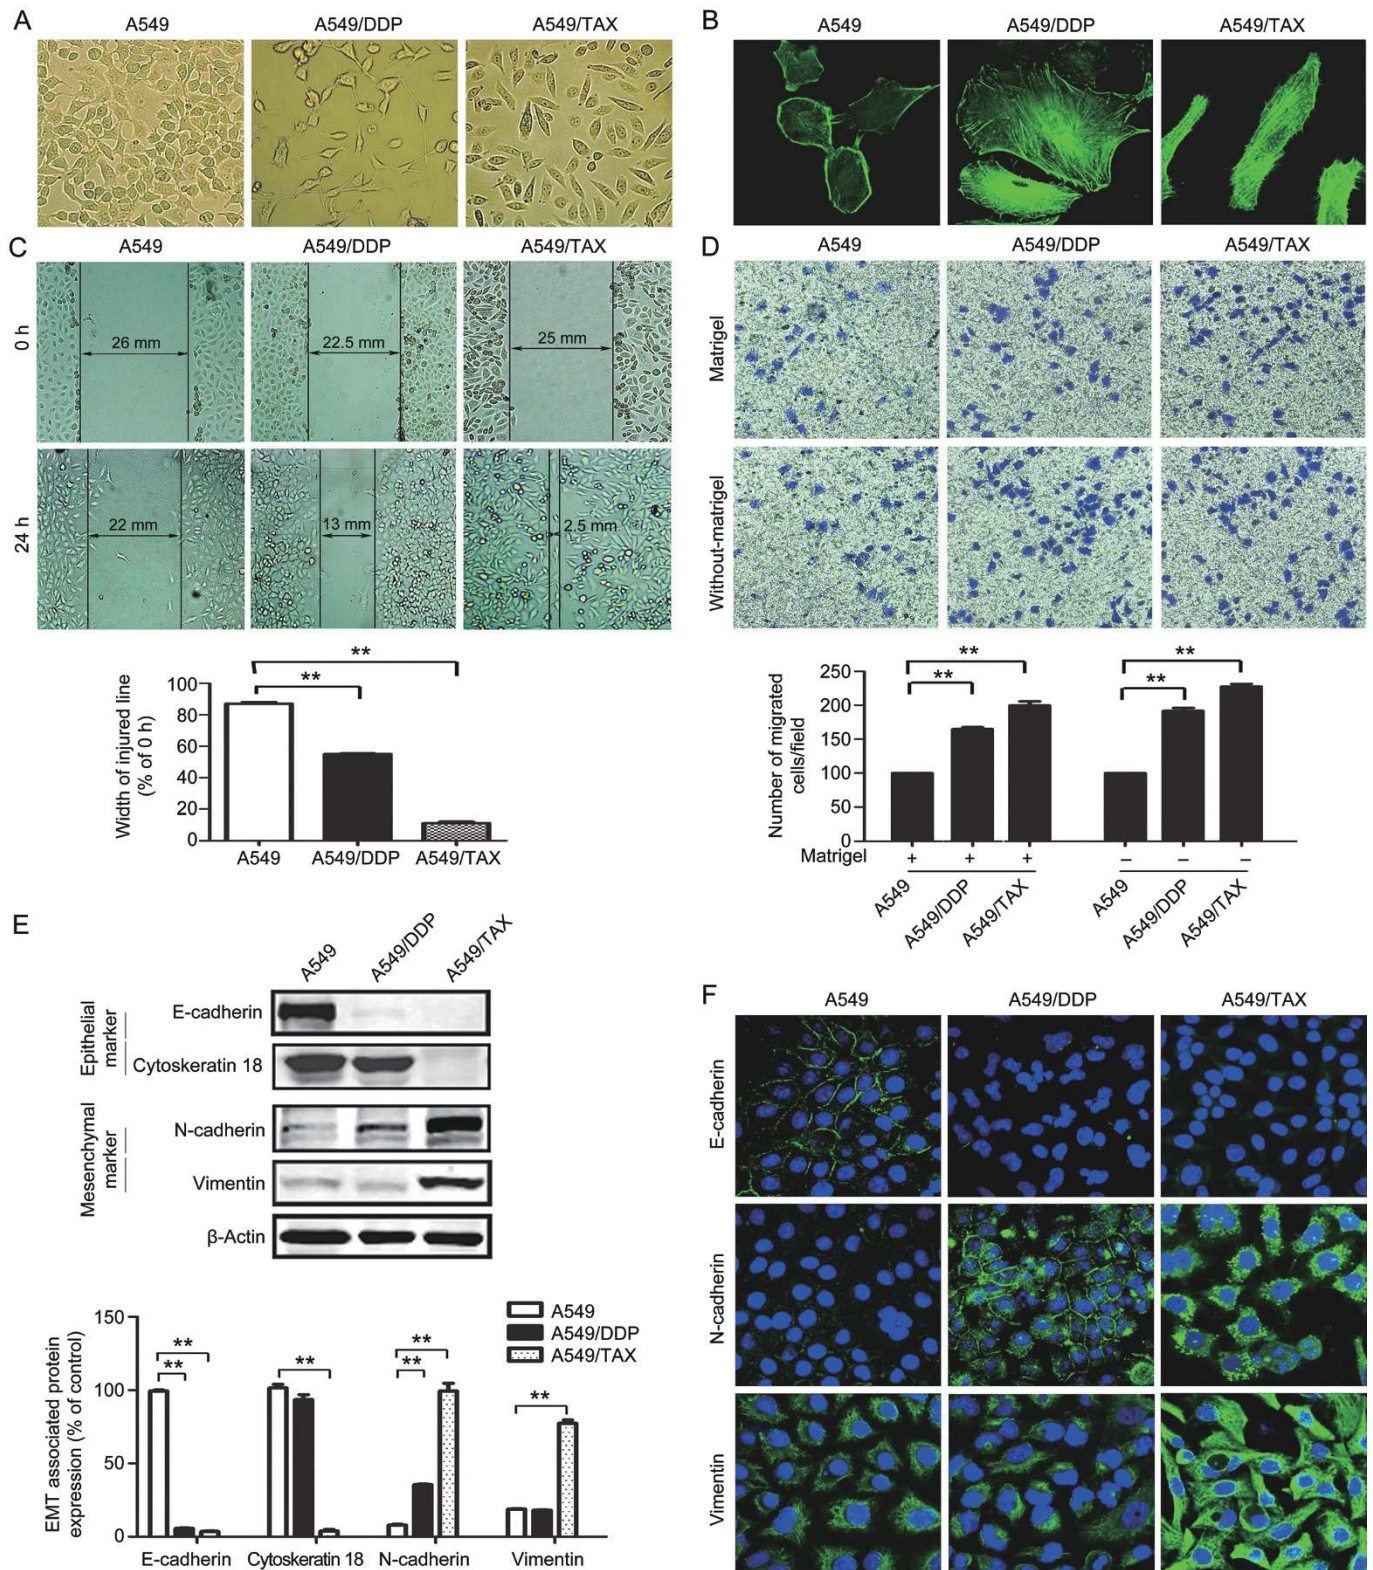 A
A549
A549/DDP
A549/TAX
B
A549
A549/DDP
A549/TAX
C
A549
A549/DDP
A549/TAX
0 h
26 mm
22.5 mm
25 mm
24 h
22 mm
13 mm
2.5 mm
**
**
Width of injured line
(% of 0 h)
100
80
60
40
20
0
A549
A549/DDP
A549/TAX
D
A549
A549/DDP
A549/TAX
Matrigel
Without-matrigel
**
**
**
**
Number of migrated
cells/field
250
200
150
100
50
0
Matrigel
+
+
+
–
–
–
A549
A549/DDP
A549/TAX
A549
A549/DDP
A549/TAX
E
A549
A549/DDP
A549/TAX
Epithelial
marker
E-cadherin
Cytoskeratin 18
Mesenchymal
marker
N-cadherin
Vimentin
β-Actin
A549
A549/DDP
A549/TAX
EMT associated protein
expression (% of control)
150
100
50
0
**
**
**
**
**
**
E-cadherin
Cytoskeratin 18
N-cadherin
Vimentin
F
A549
A549/DDP
A549/TAX
E-cadherin
N-cadherin
Vimentin